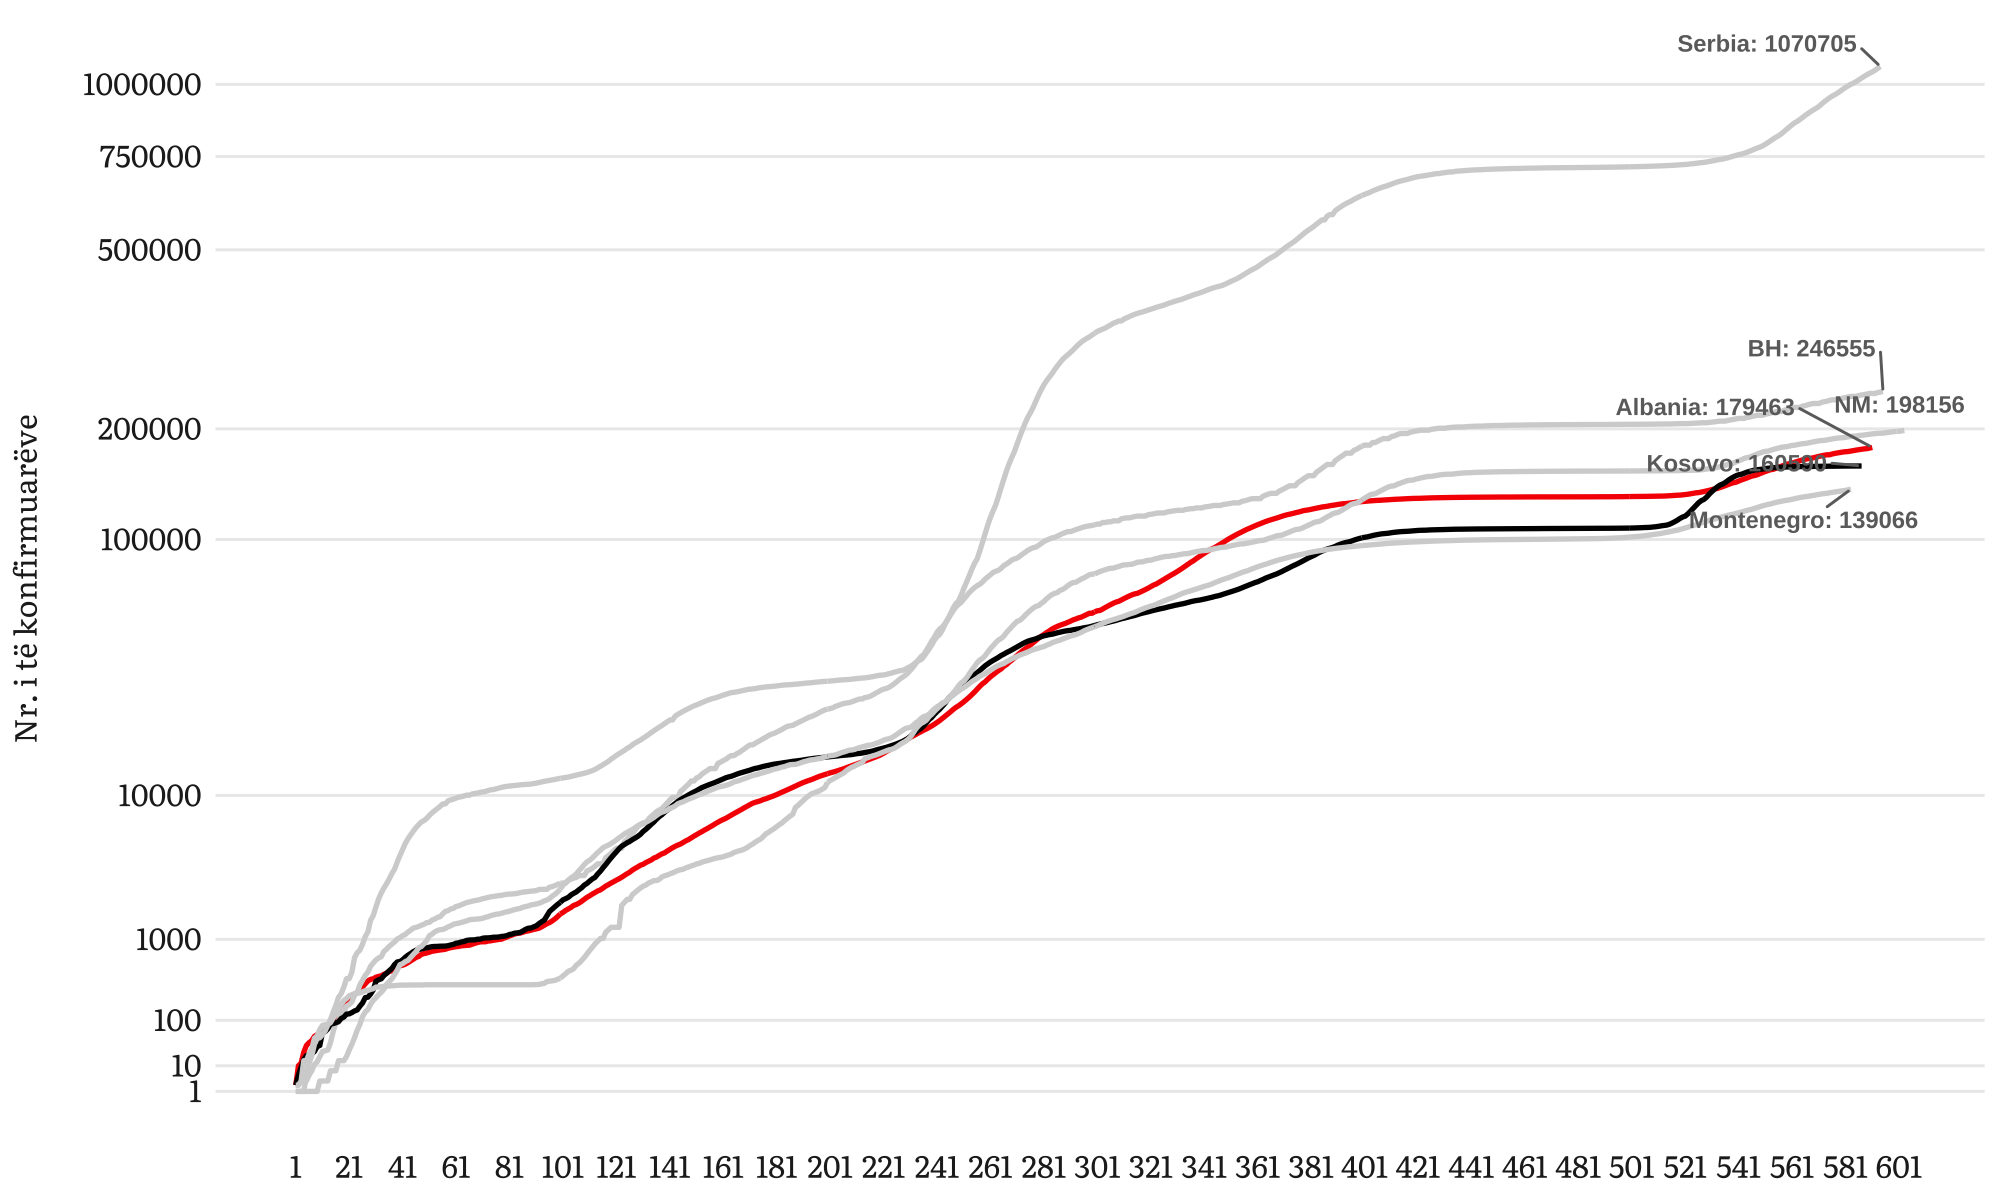 Serbia: 1070705
1000000
750000
500000
BH: 246555
Albania: 179463
NM: 198156
200000
Kosovo: 160590
Montenegro: 139066
100000
Nr. i të konfirmuarëve
10000
1000
100
10
1
1 21 41 61 81 101 121 141 161 181 201 221 241 261 281 301 321 341 361 381 401 421 441 461 481 501 521 541 561 581 601